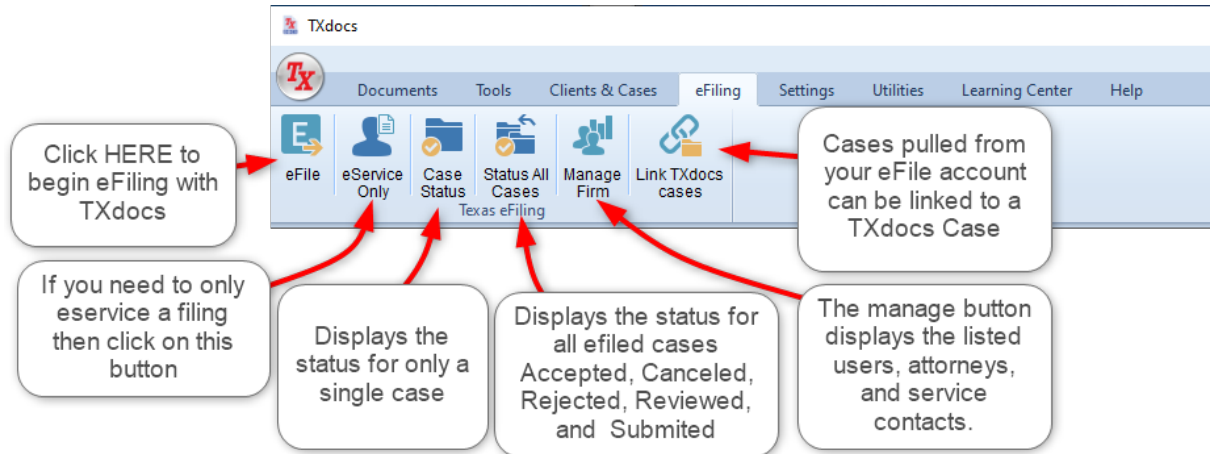 TXdocs
TX
Documents Tools Clients & Cases eFiling Settings Utilities Learning Center Help
E
eFile
eService
Only
Case
Status
Status All
Cases
Manage
Firm
Link TXdocs
cases
Texas eFiling
Click HERE to
begin eFiling with
TXdocs
Cases pulled from
your eFile account
can be linked to a
TXdocs Case
If you need to only
eservice a filing
then click on this
button
Displays the
status for only a
single case
Displays the status for
all efiled cases
Accepted, Canceled,
Rejected, Reviewed,
and Submited
The manage button
displays the listed
users, attorneys,
and service
contacts.